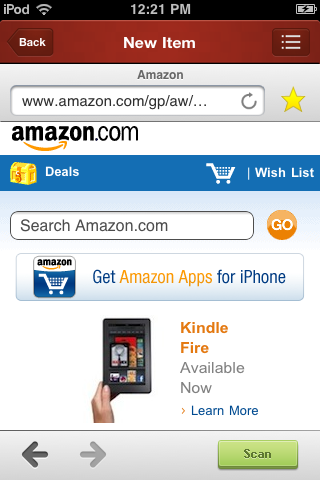 iPod 12:21 PM
Back New Item
Amazon
www.amazon.com/gp/aw/...
amazon.com
Deals | Wish List
Search Amazon.com GO
amazon
Get Amazon Apps for iPhone
Kindle
Fire
Available
Now
› Learn More
Scan